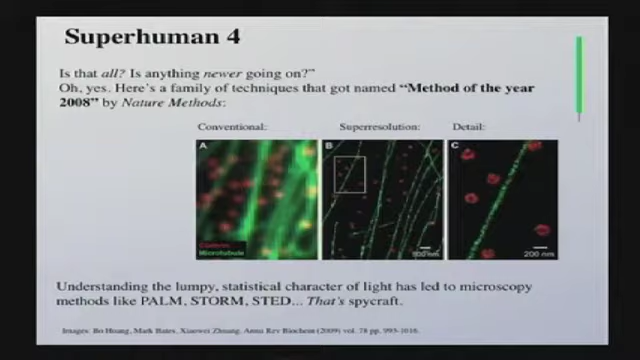 Superhuman 4
Is that all? Is anything newer going on?"
Oh, yes. Here's a family of techniques that got named "Method of the year
2008" by Nature Methods:
Conventional: Superresolution: Detail:
A B C
Clathrin
Microtubule
500 nm 200 nm
Understanding the lumpy, statistical character of light has led to microscopy
methods like PALM, STORM, STED... That's spycraft.
Images: Bo Huang, Mark Bates, Xiaowei Zhuang, Annu Rev Biochem (2009) vol. 78 pp. 993-1016.